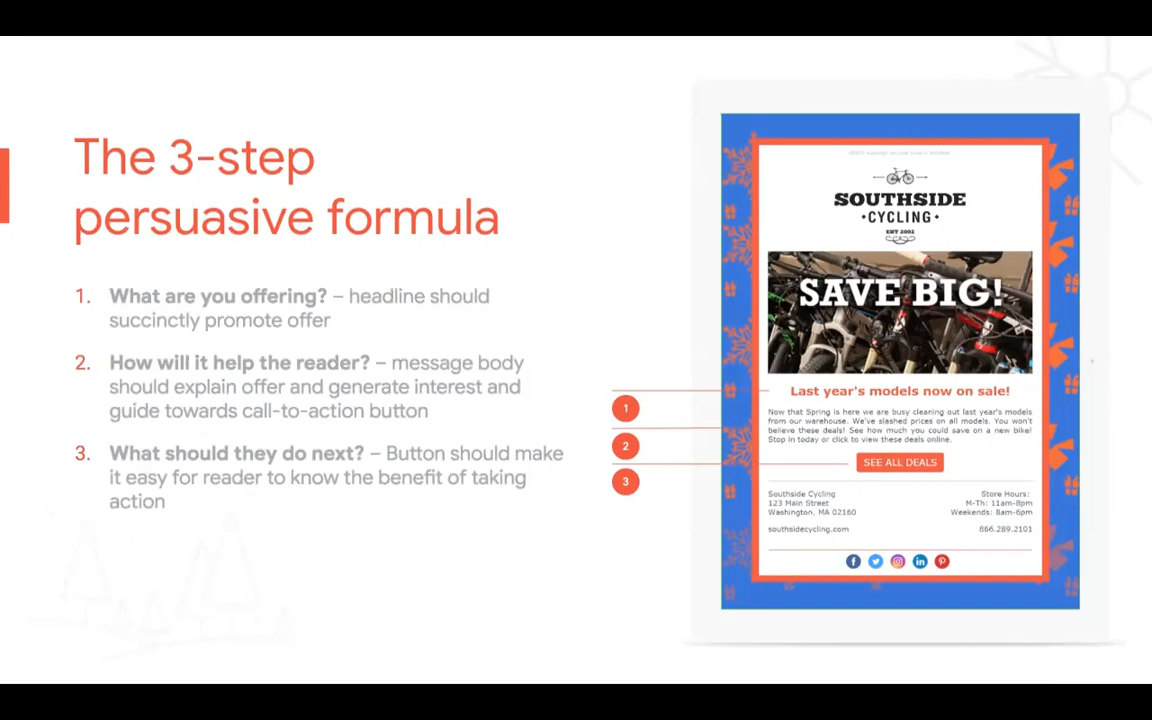 The 3-step
persuasive formula
1. What are you offering? – headline should
succinctly promote offer
2. How will it help the reader? – message body
should explain offer and generate interest and
guide towards call-to-action button
3. What should they do next? – Button should make
it easy for reader to know the benefit of taking
action
1
2
3
SOUTHSIDE
CYCLING
EST 2002
SAVE BIG!
Last year's models now on sale!
Now that Spring is here we are busy cleaning out last year's models
from our warehouse. We've slashed prices on all models. You won't
believe these deals! See how much you could save on a new bike!
Stop in today or click to view these deals online.
SEE ALL DEALS
Southside Cycling
123 Main Street
Washington, MA 02160
southsidecycling.com
Store Hours:
M-Th: 11am-8pm
Weekends: 8am-6pm
866.289.2101